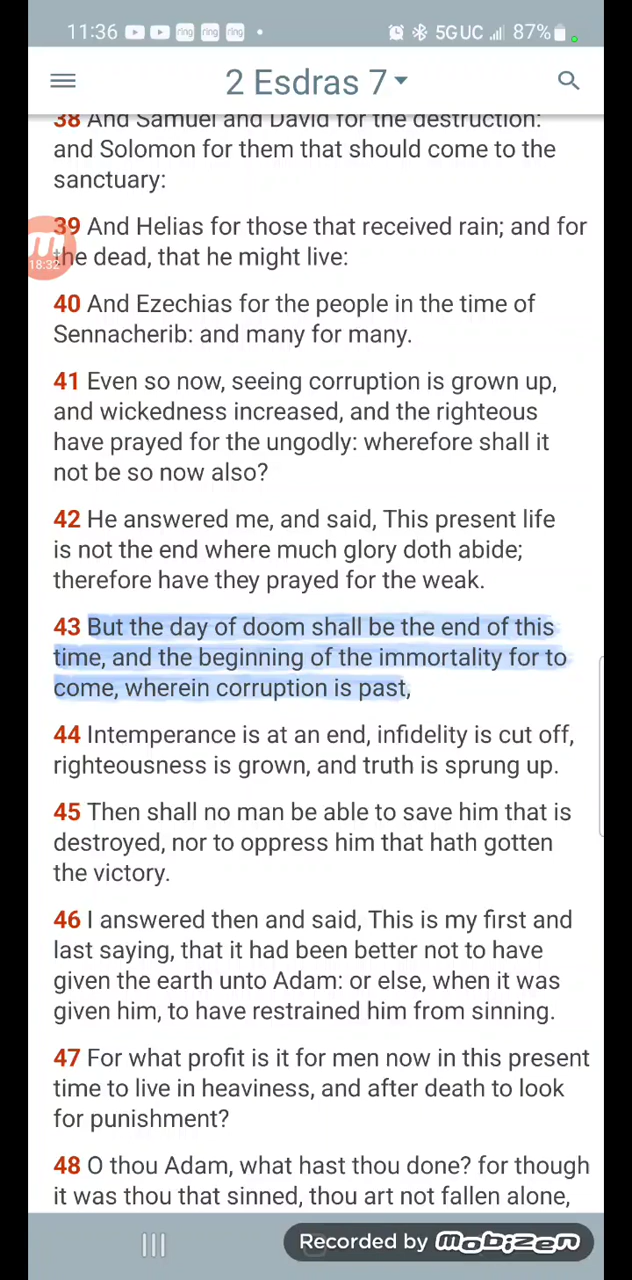 11:36 ring ring ring 5GUC 87%
2 Esdras 7
38 And Samuel and David for the destruction:
and Solomon for them that should come to the
sanctuary:
39 And Helias for those that received rain; and for
the dead, that he might live:
18:32
40 And Ezechias for the people in the time of
Sennacherib: and many for many.
41 Even so now, seeing corruption is grown up,
and wickedness increased, and the righteous
have prayed for the ungodly: wherefore shall it
not be so now also?
42 He answered me, and said, This present life
is not the end where much glory doth abide;
therefore have they prayed for the weak.
43 But the day of doom shall be the end of this
time, and the beginning of the immortality for to
come, wherein corruption is past,
44 Intemperance is at an end, infidelity is cut off,
righteousness is grown, and truth is sprung up.
45 Then shall no man be able to save him that is
destroyed, nor to oppress him that hath gotten
the victory.
46 I answered then and said, This is my first and
last saying, that it had been better not to have
given the earth unto Adam: or else, when it was
given him, to have restrained him from sinning.
47 For what profit is it for men now in this present
time to live in heaviness, and after death to look
for punishment?
48 O thou Adam, what hast thou done? for though
it was thou that sinned, thou art not fallen alone,
Recorded by mobizen